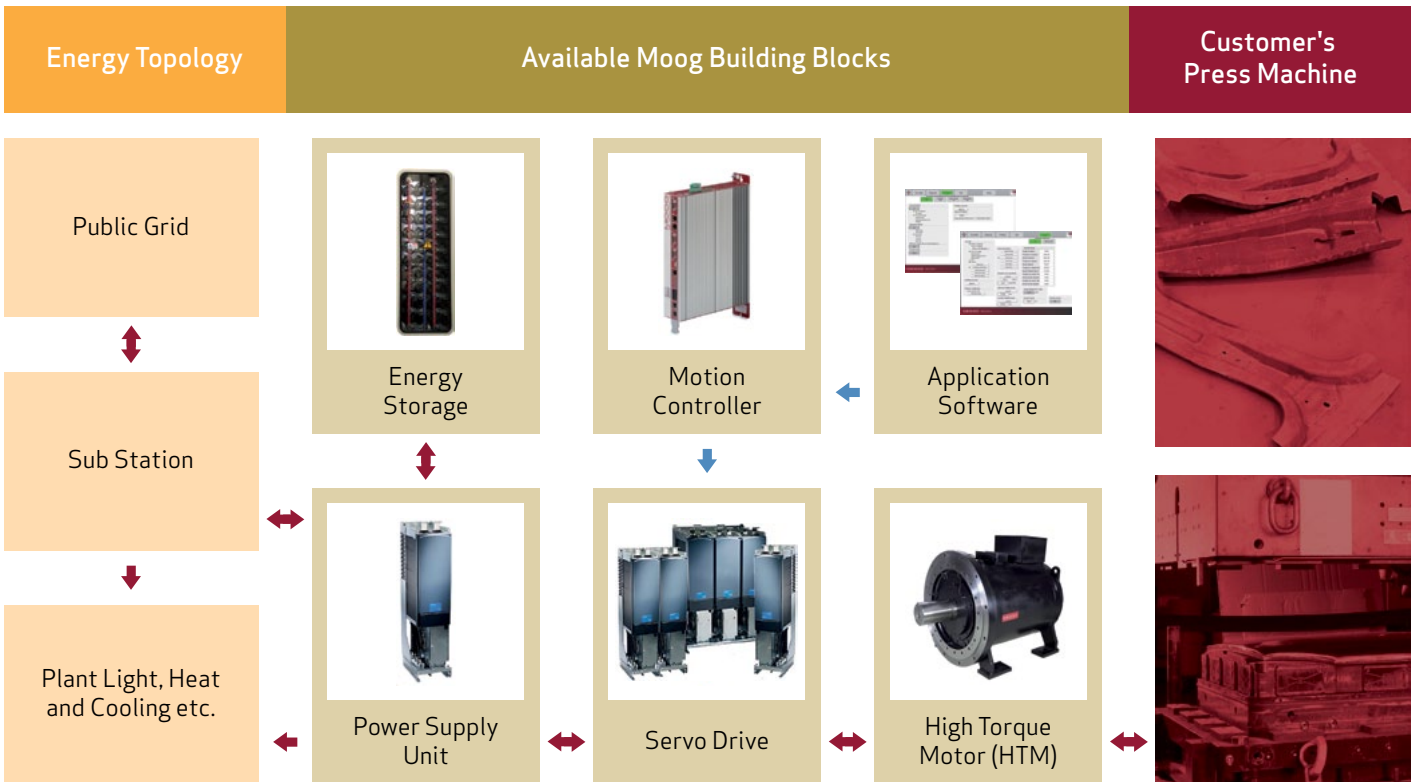 Energy Topology
Available Moog Building Blocks
Customer's
Press Machine
Public Grid
Sub Station
Plant Light, Heat
and Cooling etc.
Energy
Storage
Motion
Controller
Application
Software
Power Supply
Unit
Servo Drive
High Torque
Motor (HTM)